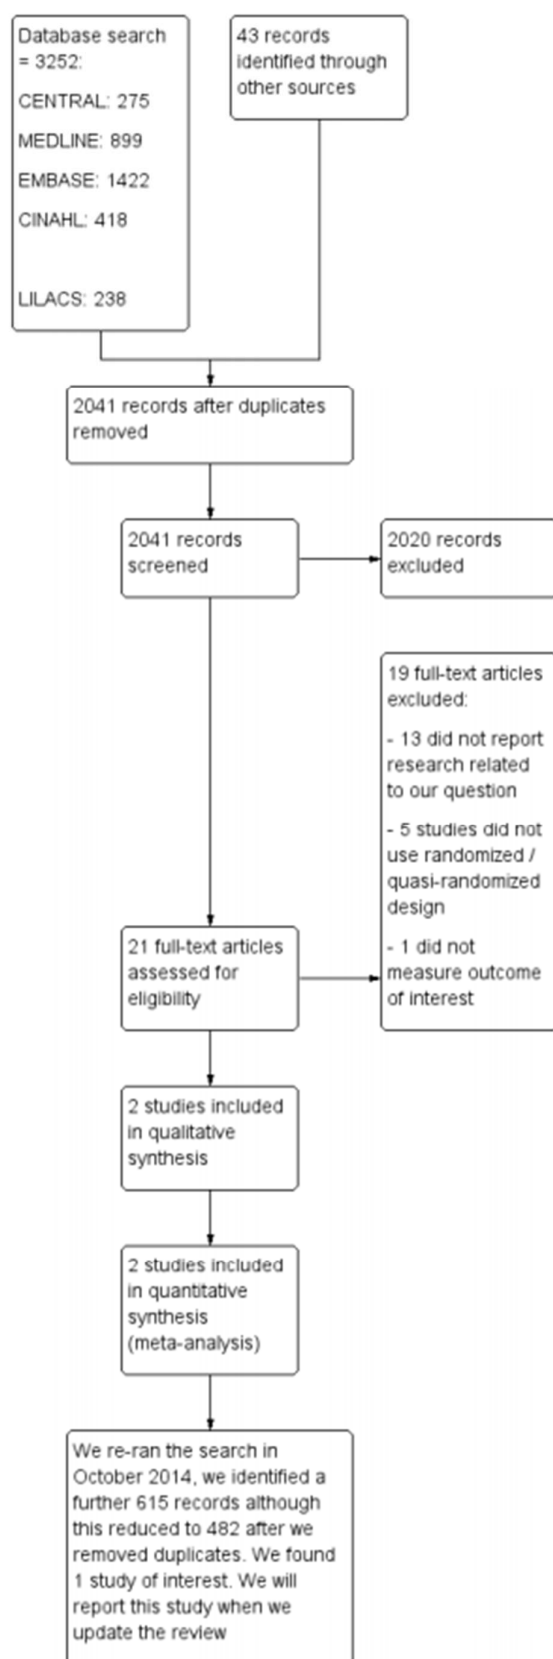 Database search
= 3252:
CENTRAL: 275
MEDLINE: 899
EMBASE: 1422
CINAHL: 418
LILACS: 238
43 records
identified through
other sources
2041 records after duplicates
removed
2041 records
screened
2020 records
excluded
19 full-text articles
excluded:
- 13 did not report
research related
to our question
- 5 studies did not
use randomized /
quasi-randomized
design
- 1 did not
measure outcome
of interest
21 full-text articles
assessed for
eligibility
2 studies included
in qualitative
synthesis
2 studies included
in quantitative
synthesis
(meta-analysis)
We re-ran the search in
October 2014, we identified a
further 615 records although
this reduced to 482 after we
removed duplicates. We found
1 study of interest. We will
report this study when we
update the review